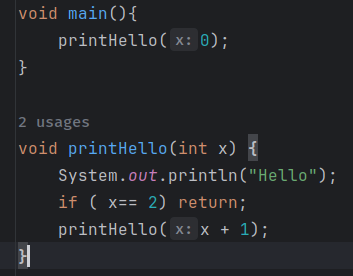 void main(){
    printHello( x: 0);
}
2 usages
void printHello(int x) {
    System.out.println("Hello");
    if ( x== 2) return;
    printHello( x: x + 1);
}